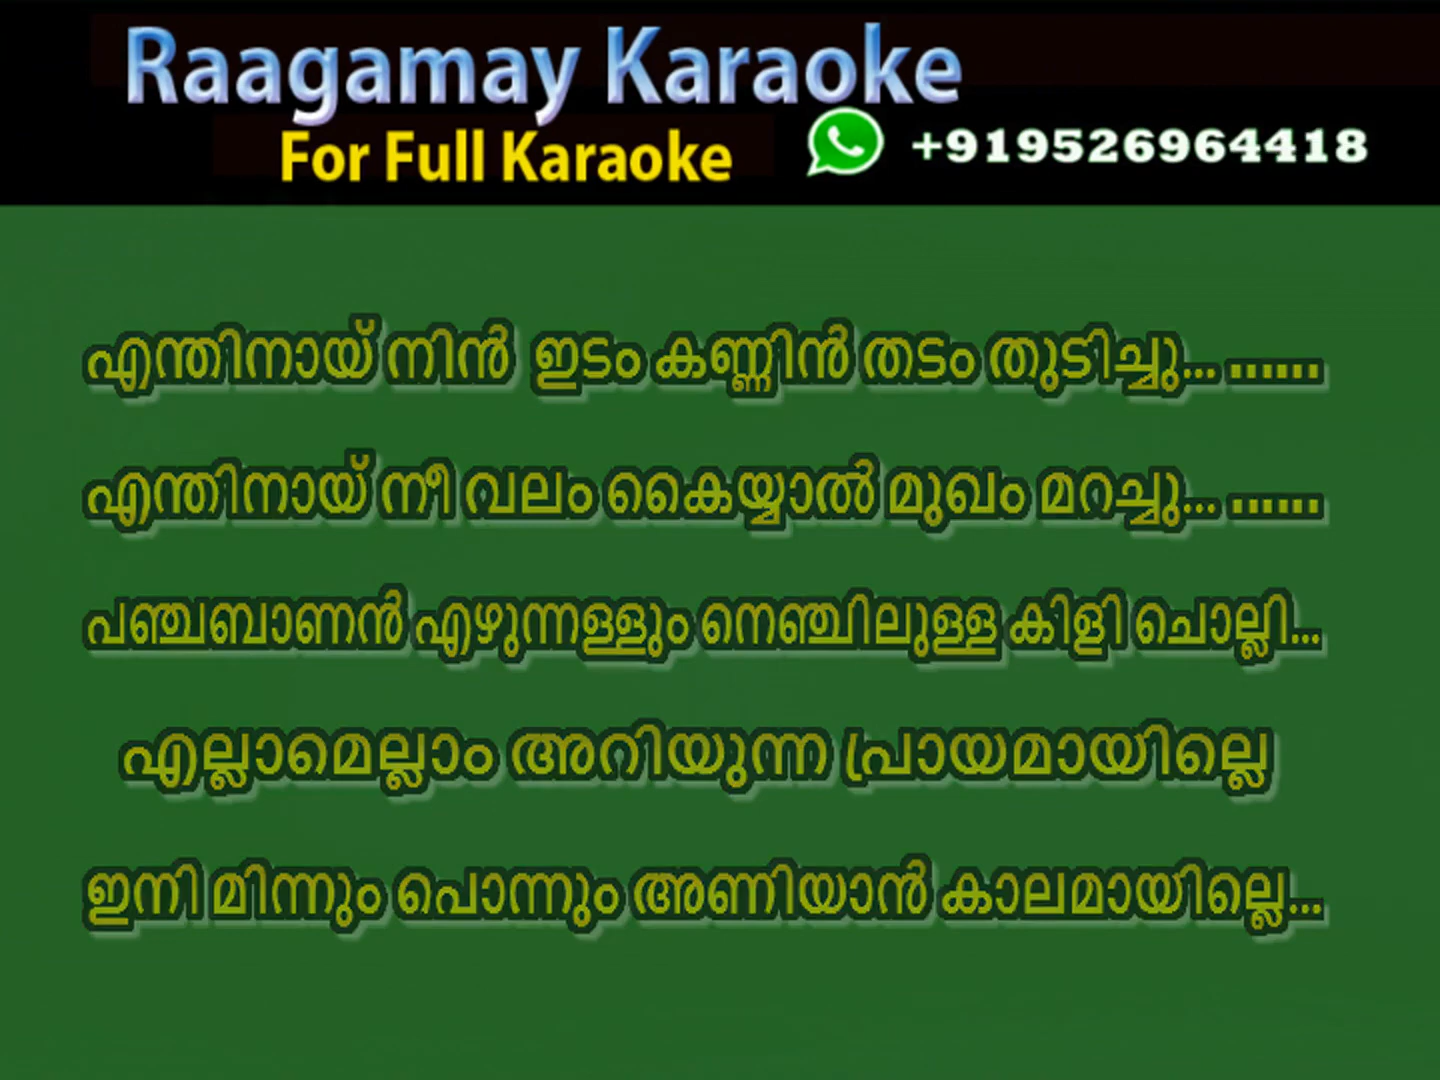 Raagamay Karaoke
For Full Karaoke +919526964418
എന്തിനായ് നിൻ ഇടം കണ്ണിൻ തടം തുടിച്ചു... ......
എന്തിനായ് നീ വലം കൈയ്യാൽ മുഖം മറച്ചു... ......
പഞ്ചബാണൻ എഴുന്നള്ളും നെഞ്ചിലുള്ള കിളി ചൊല്ലി...
എല്ലാമെല്ലാം അറിയുന്ന പ്രായമായില്ലെ
ഇനി മിന്നും പൊന്നും അണിയാൻ കാലമായില്ലെ...